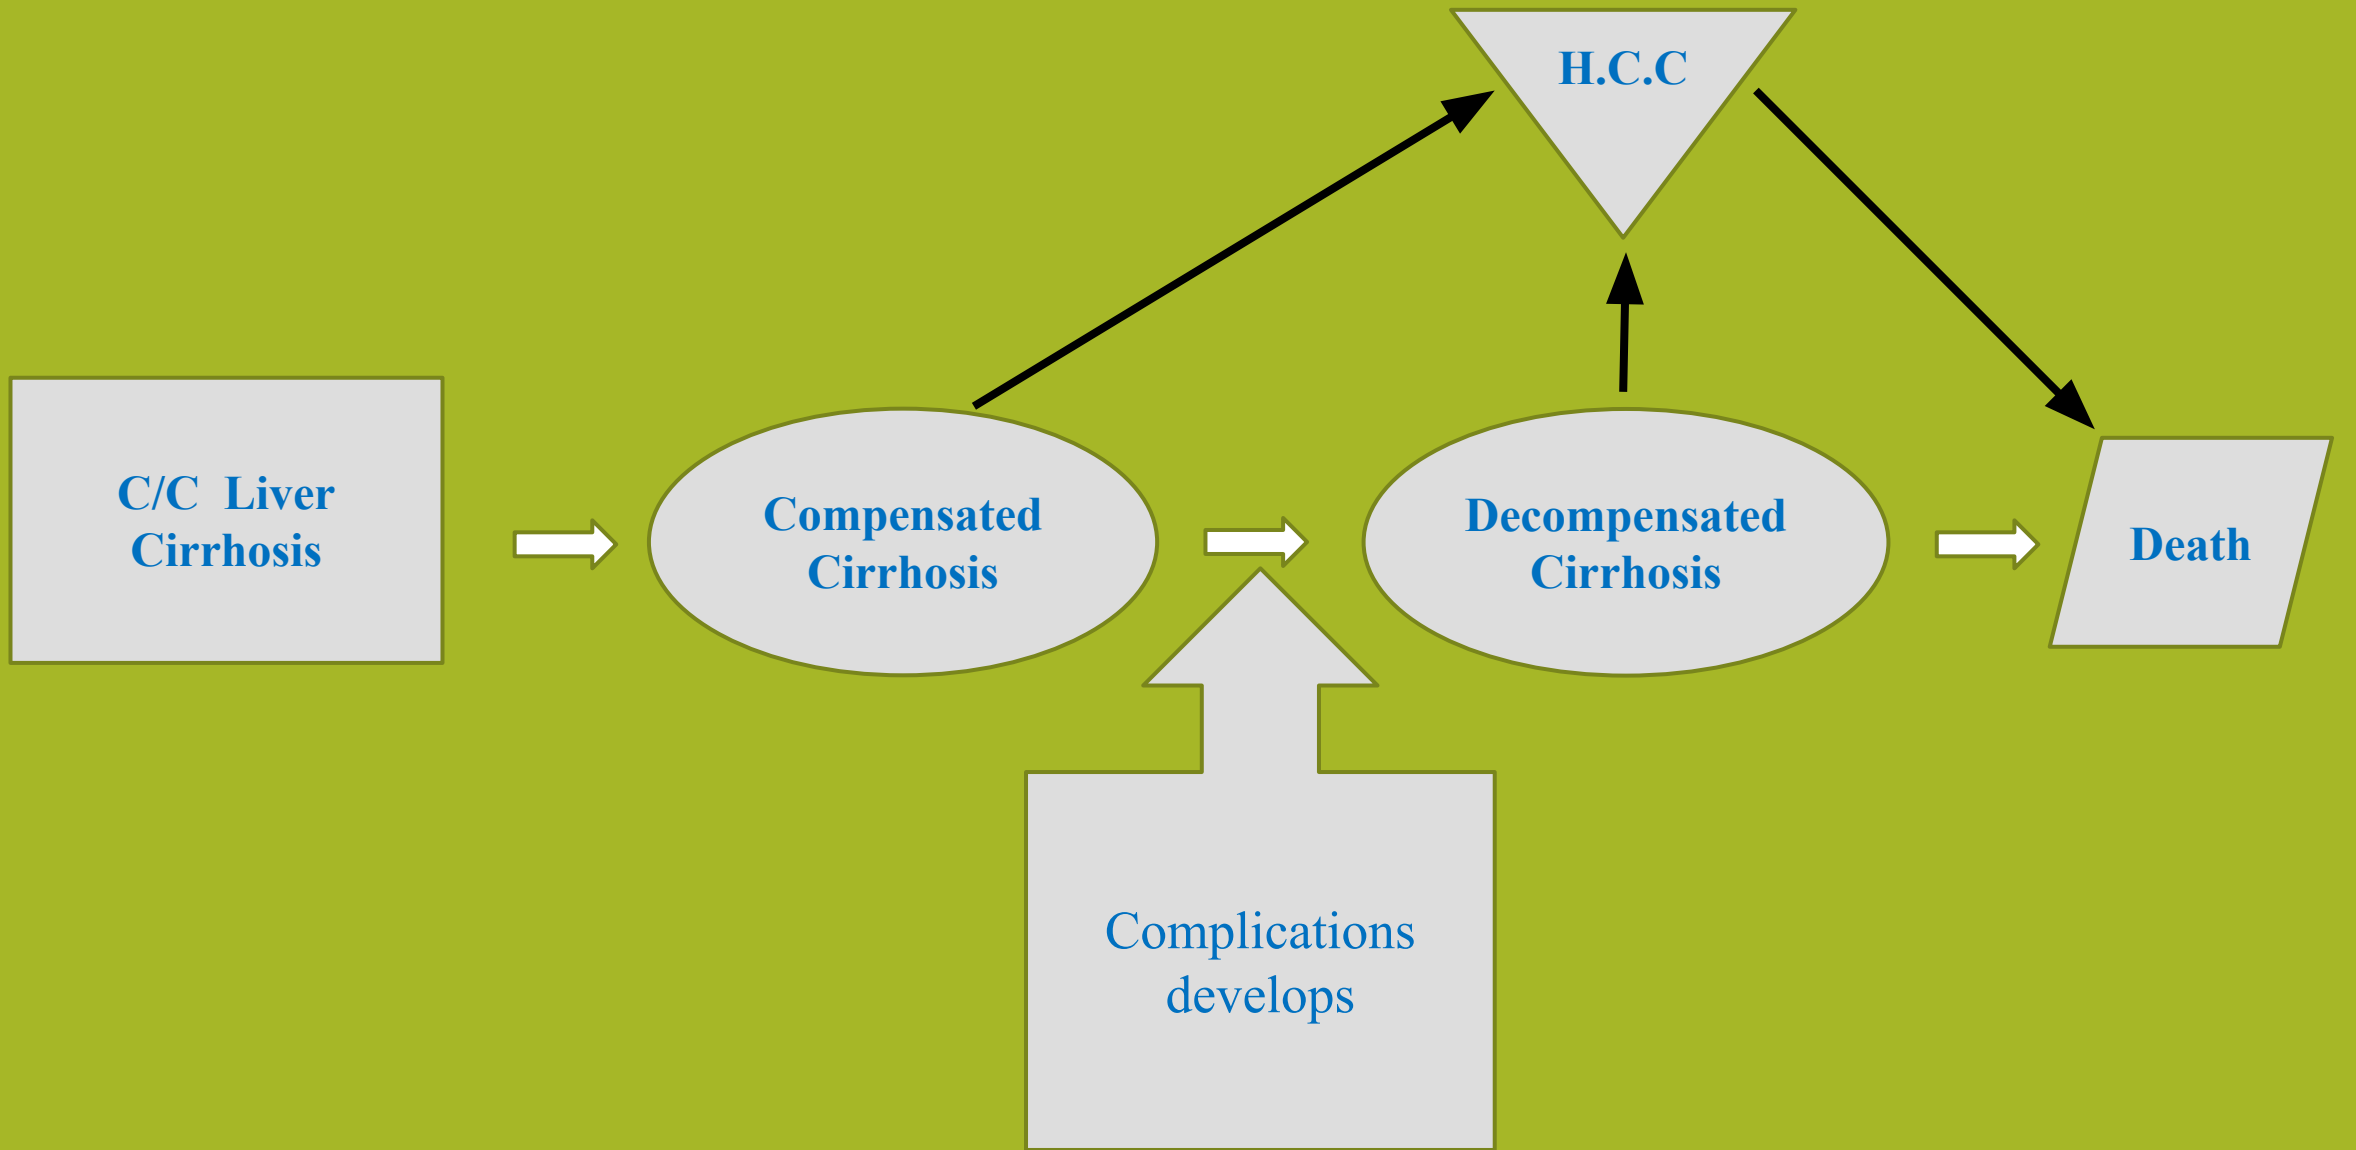 H.C.C
C/C  Liver
Cirrhosis
Compensated
Cirrhosis
Decompensated
Cirrhosis
Death
Complications
develops